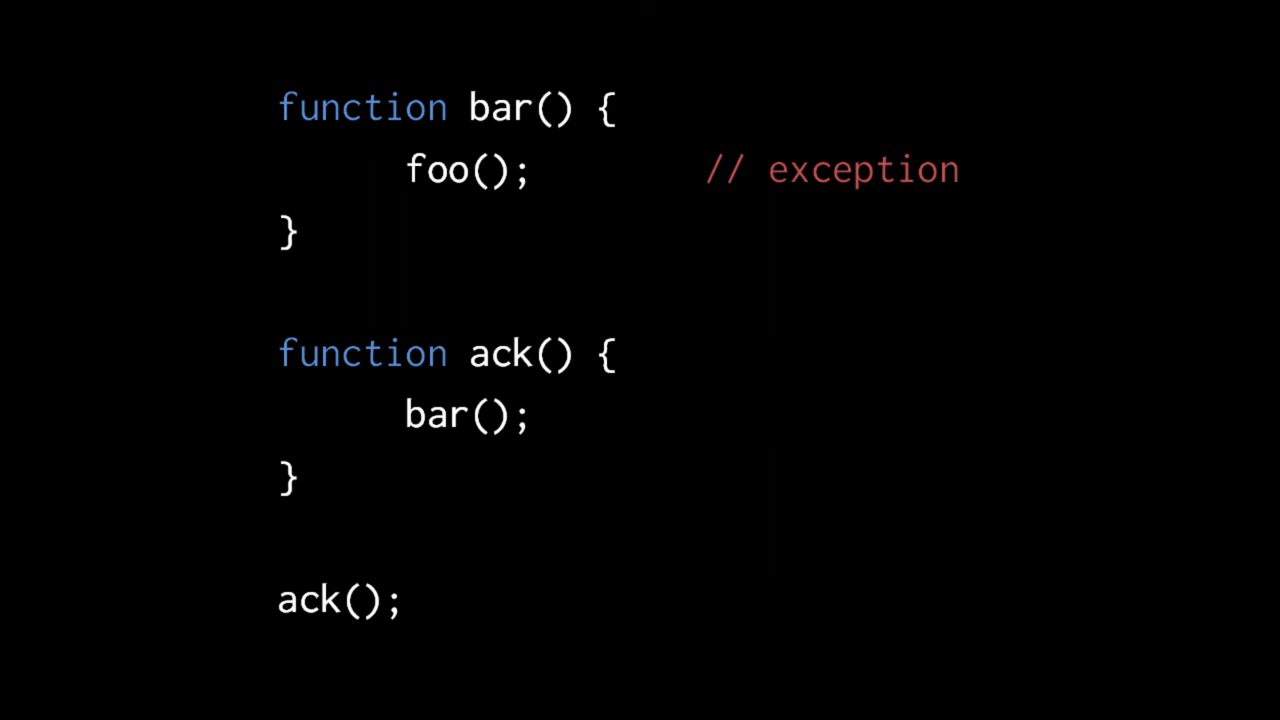 function bar() {
foo(); // exception
}
function ack() {
bar();
}
ack();